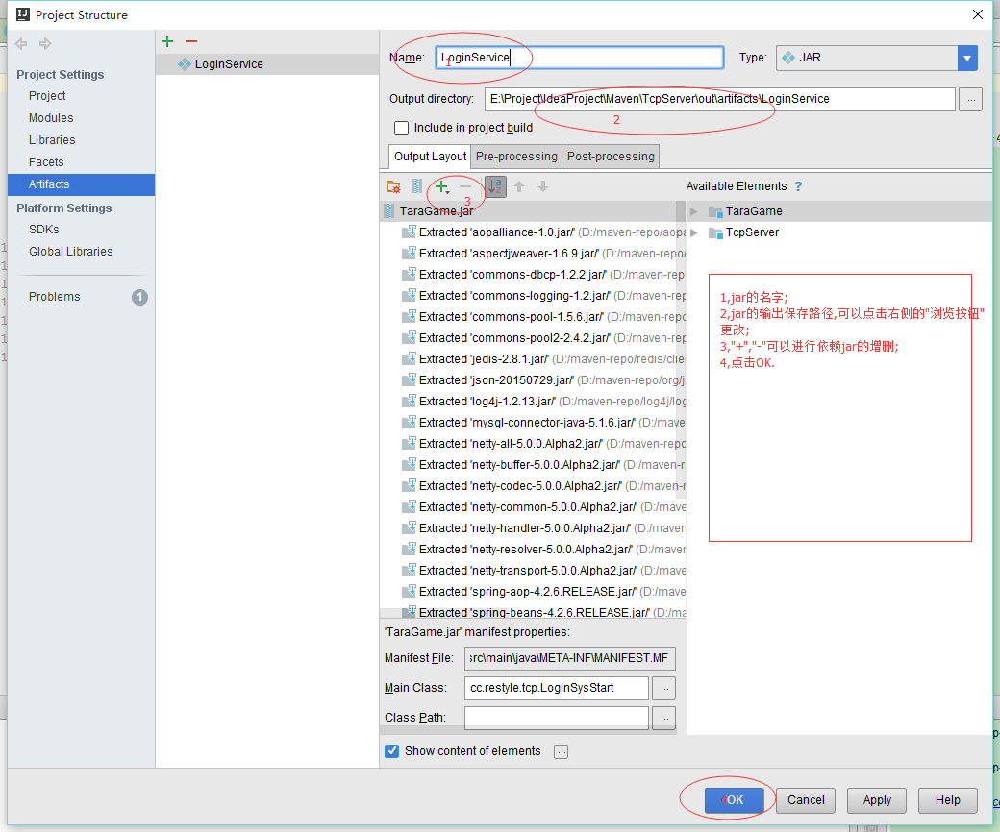 Project Structure
Project Settings
Project
Modules
Libraries
Facets
Artifacts
Platform Settings
SDKs
Global Libraries
Problems
1
LoginService
Name:
LoginService
1
Type:
JAR
Output directory:
E:\Project\IdeaProject\Maven\TcpServer\out\artifacts\LoginService
...
2
Include in project build
Output Layout
Pre-processing
Post-processing
3
Available Elements ?
TaraGame.jar
Extracted 'aopalliance-1.0.jar/' (D:/maven-repo/aopa
Extracted 'aspectjweaver-1.6.9.jar/' (D:/maven-repo/
Extracted 'commons-dbcp-1.2.2.jar/' (D:/maven-rep
Extracted 'commons-logging-1.2.jar/' (D:/maven-rep
Extracted 'commons-pool-1.5.6.jar/' (D:/maven-repo
Extracted 'commons-pool2-2.4.2.jar/' (D:/maven-rep
Extracted 'jedis-2.8.1.jar/' (D:/maven-repo/redis/clie
Extracted 'json-20150729.jar/' (D:/maven-repo/org/j
Extracted 'log4j-1.2.13.jar/' (D:/maven-repo/log4j/log
Extracted 'mysql-connector-java-5.1.6.jar/' (D:/mave
Extracted 'netty-all-5.0.0.Alpha2.jar/' (D:/maven-repo
Extracted 'netty-buffer-5.0.0.Alpha2.jar/' (D:/maven-r
Extracted 'netty-codec-5.0.0.Alpha2.jar/' (D:/maven-r
Extracted 'netty-common-5.0.0.Alpha2.jar/' (D:/mave
Extracted 'netty-handler-5.0.0.Alpha2.jar/' (D:/maver
Extracted 'netty-resolver-5.0.0.Alpha2.jar/' (D:/maver
Extracted 'netty-transport-5.0.0.Alpha2.jar/' (D:/mave
Extracted 'spring-aop-4.2.6.RELEASE.jar/' (D:/maver
Extracted 'spring-beans-4.2.6.RELEASE.jar/' (D:/ma
TaraGame
TcpServer
1,jar的名字;
2,jar的输出保存路径,可以点击右侧的"浏览按钮"
更改;
3,"+","-"可以进行依赖jar的增删;
4,点击OK.
'TaraGame.jar' manifest properties:
Manifest File:
src\main\java\META-INF\MANIFEST.MF
Main Class:
cc.restyle.tcp.LoginSysStart
...
Class Path:
...
Show content of elements
...
OK
Cancel
Apply
Help